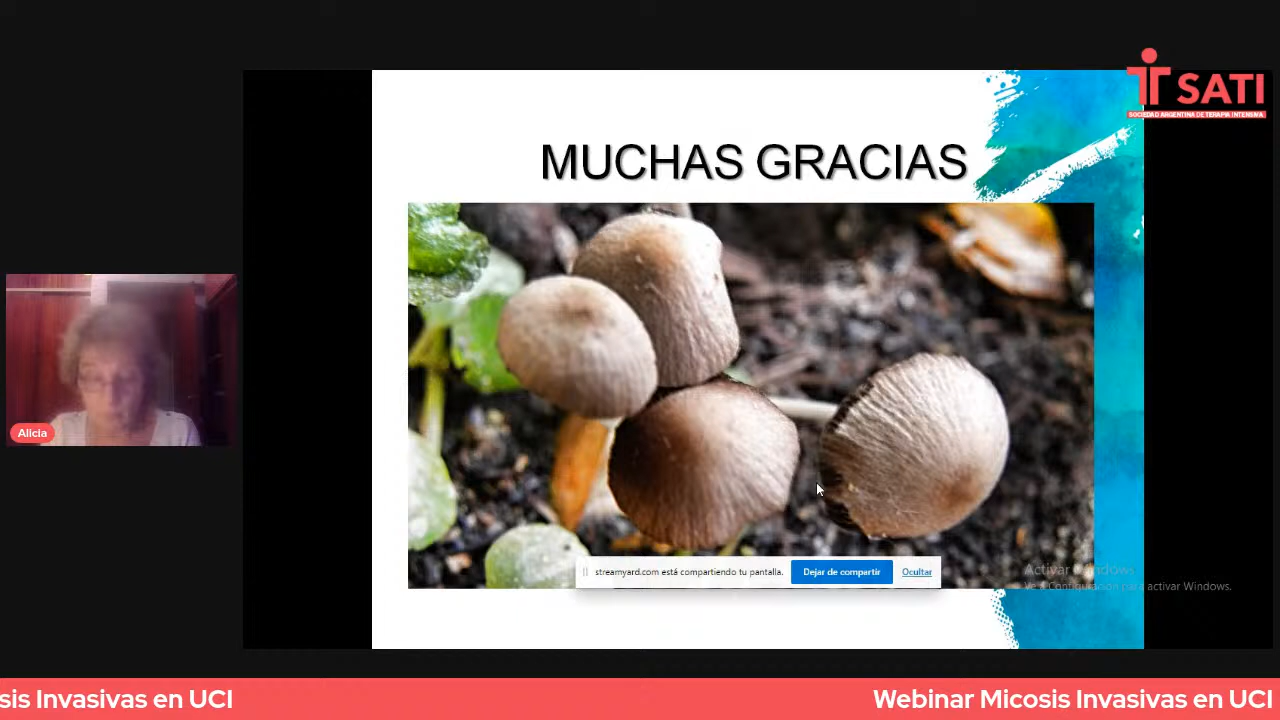 SATI
SOCIEDAD ARGENTINA DE TERAPIA INTENSIVA
MUCHAS GRACIAS
Alicia
streamyard.com está compartiendo tu pantalla.
Dejar de compartir
Ocultar
Activar Windows
Ve a Configuración para activar Windows.
sis Invasivas en UCI
Webinar Micosis Invasivas en UCI